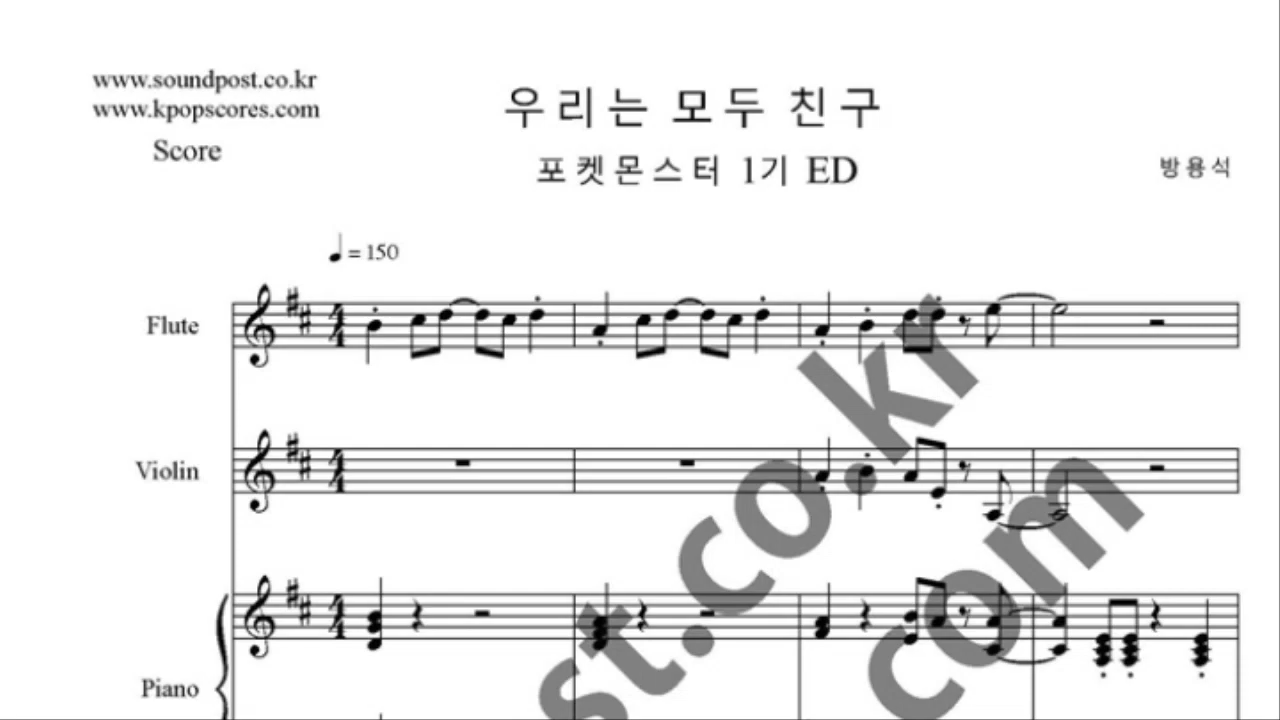 www.soundpost.co.kr
www.kpopscores.com
Score
우리는 모두 친구
포켓몬스터 1기 ED
방용석
♩ = 150
Flute
Violin
Piano
st.co.kr
com